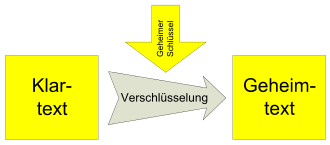 Geheimer
Schlüssel
Klar-
text
Verschlüsselung
Geheim-
text